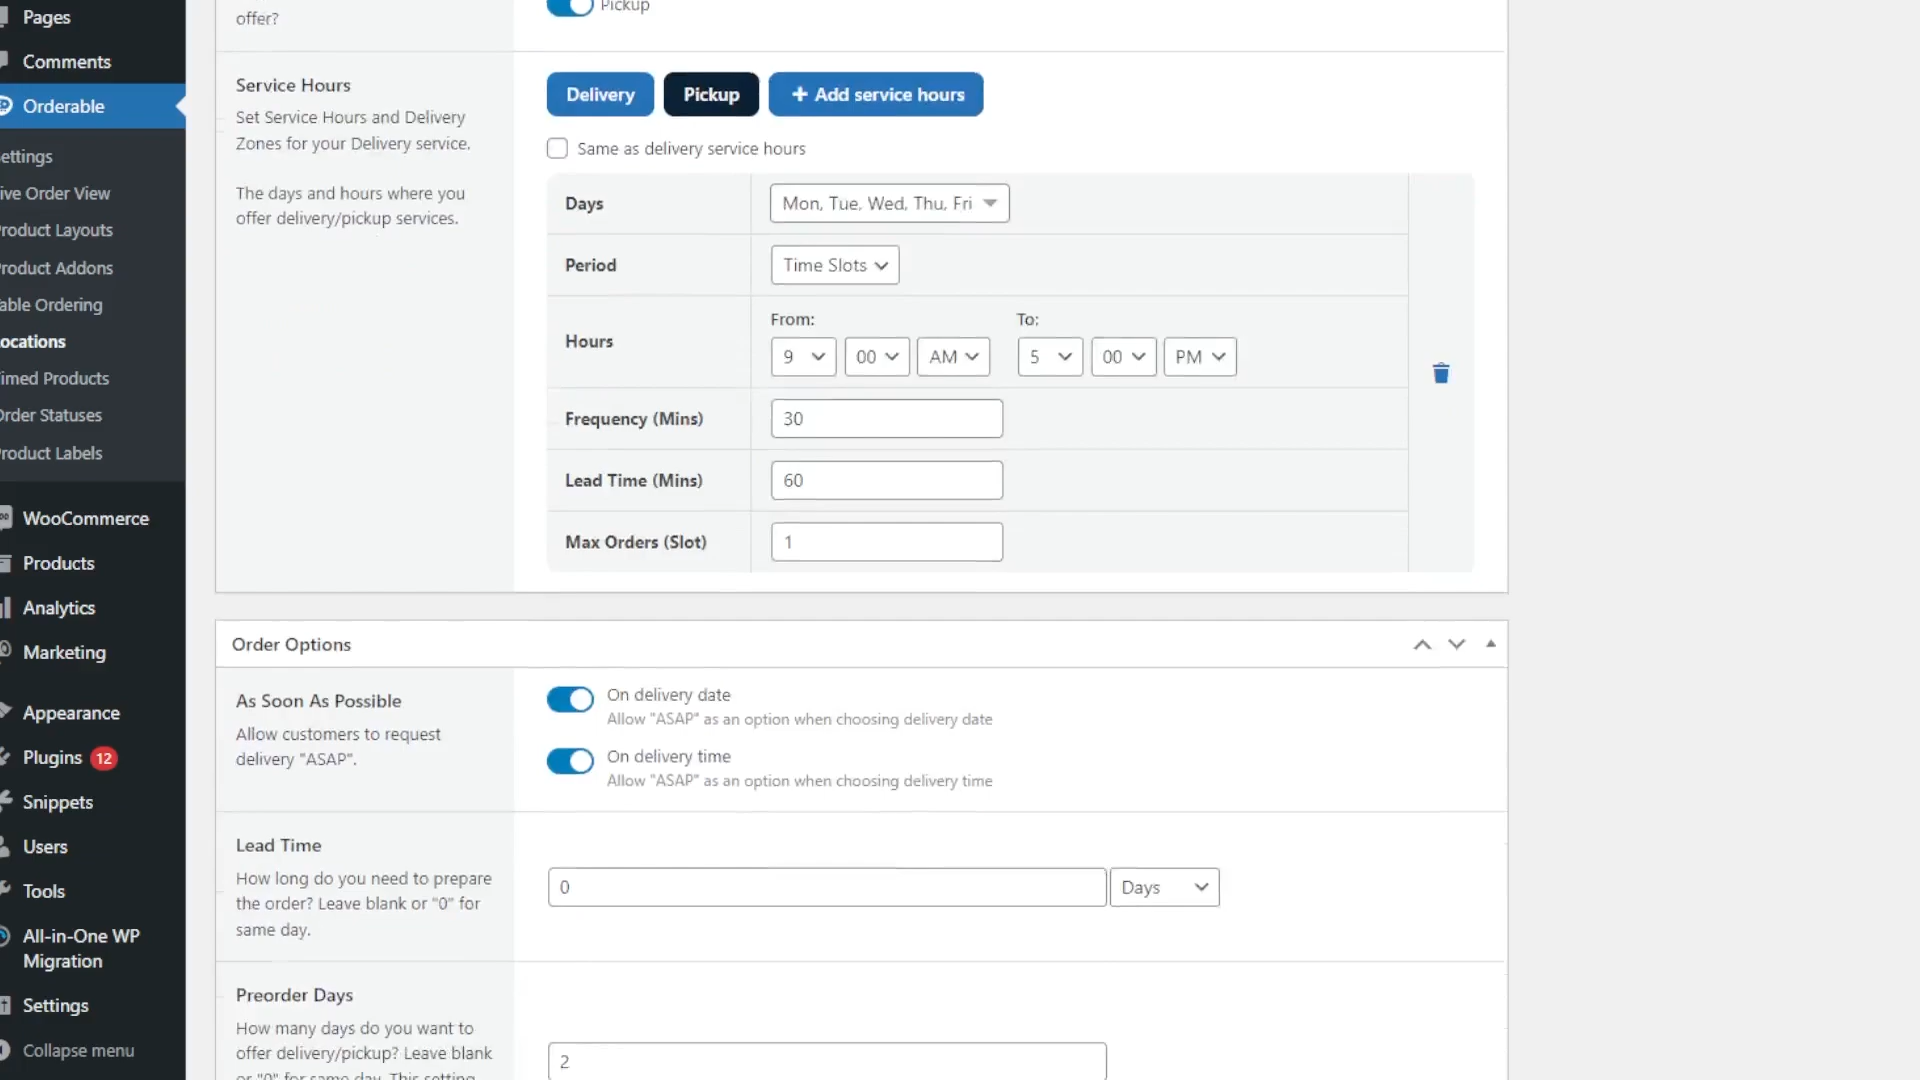 Pages
Comments
Orderable
ettings
ive Order View
roduct Layouts
roduct Addons
able Ordering
ocations
imed Products
Order Statuses
roduct Labels
WooCommerce
Products
Analytics
Marketing
Appearance
Plugins 12
Snippets
Users
Tools
All-in-One WP
Migration
Settings
Collapse menu
offer?
Pickup
Service Hours
Set Service Hours and Delivery
Zones for your Delivery service.
The days and hours where you
offer delivery/pickup services.
Delivery Pickup + Add service hours
Same as delivery service hours
Days Mon, Tue, Wed, Thu, Fri
Period Time Slots
From: To:
Hours 9 00 AM 5 00 PM
Frequency (Mins) 30
Lead Time (Mins) 60
Max Orders (Slot) 1
Order Options
As Soon As Possible
Allow customers to request
delivery "ASAP".
On delivery date
Allow "ASAP" as an option when choosing delivery date
On delivery time
Allow "ASAP" as an option when choosing delivery time
Lead Time
How long do you need to prepare
the order? Leave blank or "0" for
same day.
0 Days
Preorder Days
How many days do you want to
offer delivery/pickup? Leave blank
or "0" for same day. This setting
2